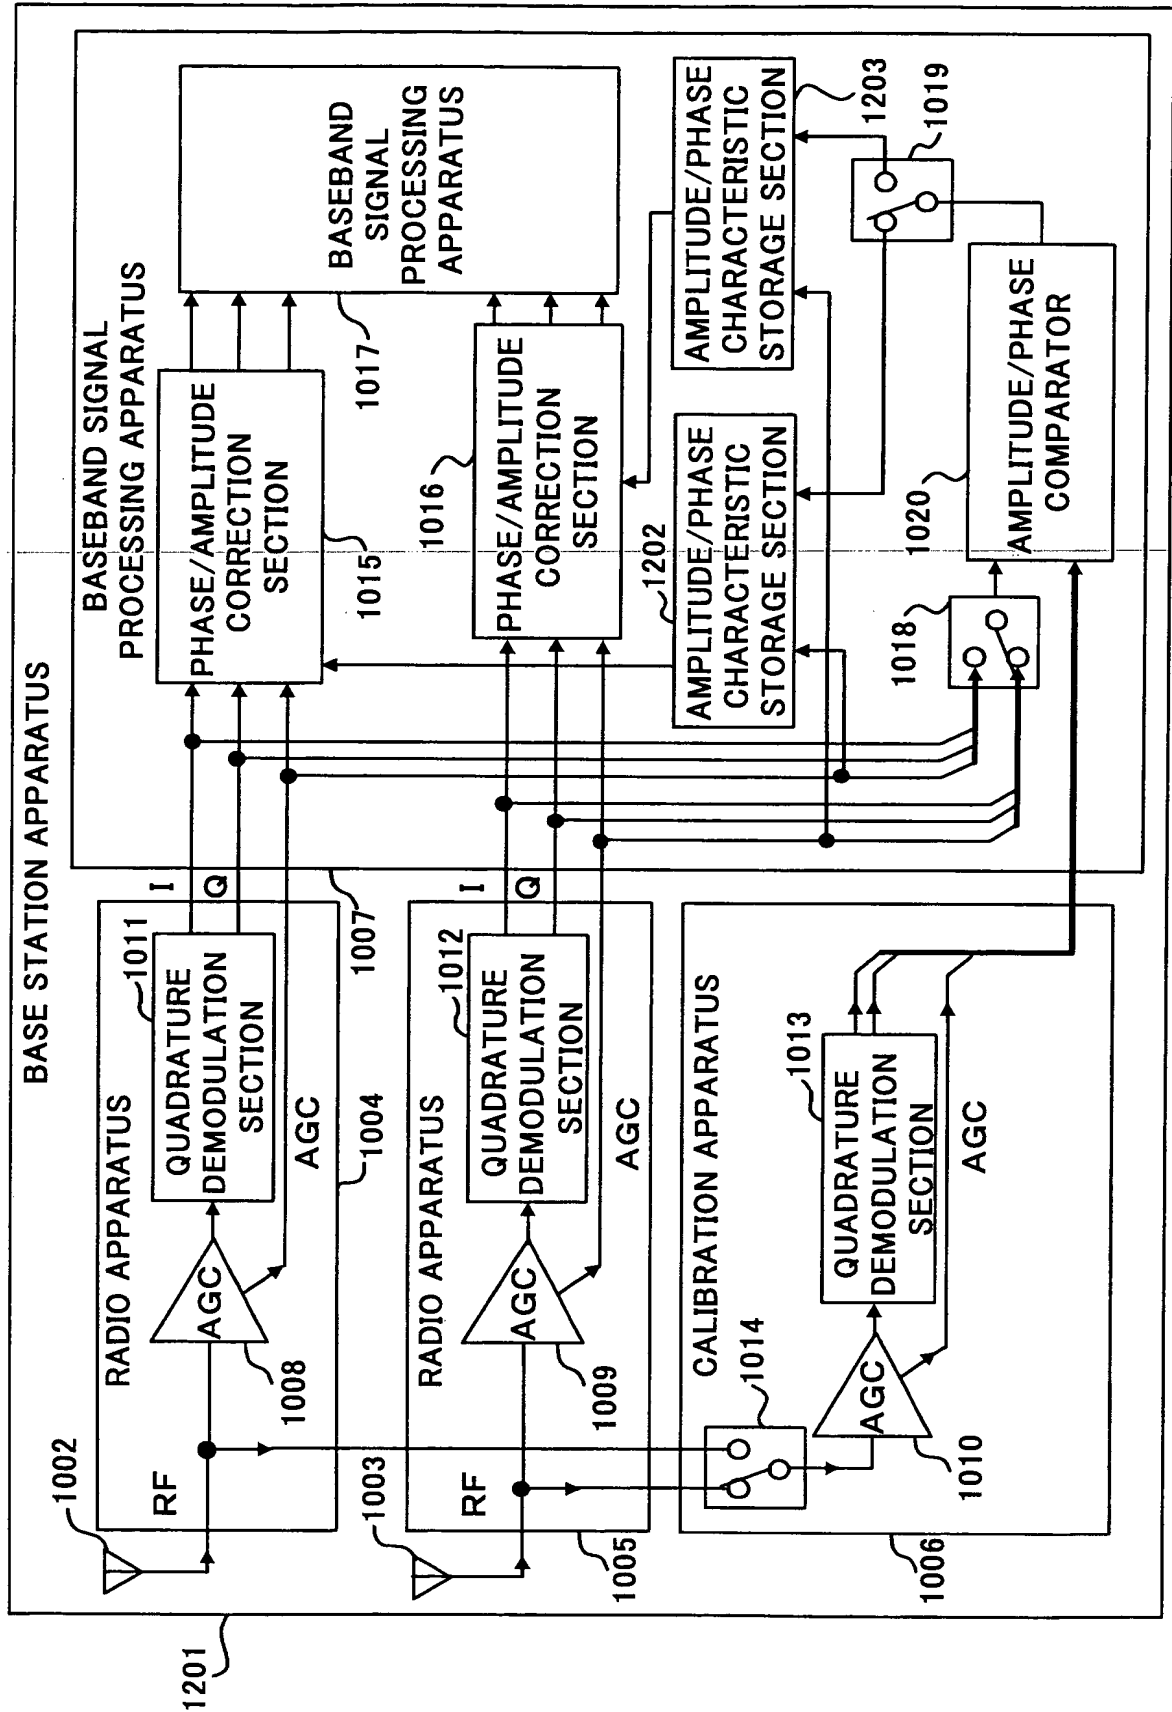 BASE STATION APPARATUS
1201
1002
RF
RADIO APPARATUS
AGC
1008
QUADRATURE
DEMODULATION
SECTION
1011
AGC
1004
I
Q
1007
1003
RF
RADIO APPARATUS
AGC
1009
QUADRATURE
DEMODULATION
SECTION
1012
AGC
1005
I
Q
CALIBRATION APPARATUS
1014
AGC
1010
QUADRATURE
DEMODULATION
SECTION
1013
AGC
1006
BASEBAND SIGNAL
PROCESSING APPARATUS
PHASE/AMPLITUDE
CORRECTION
SECTION
1015
BASEBAND
SIGNAL
PROCESSING
APPARATUS
1017
1016
PHASE/AMPLITUDE
CORRECTION
SECTION
1202
AMPLITUDE/PHASE
CHARACTERISTIC
STORAGE SECTION
AMPLITUDE/PHASE
CHARACTERISTIC
STORAGE SECTION
1203
1019
1018
1020
AMPLITUDE/PHASE
COMPARATOR